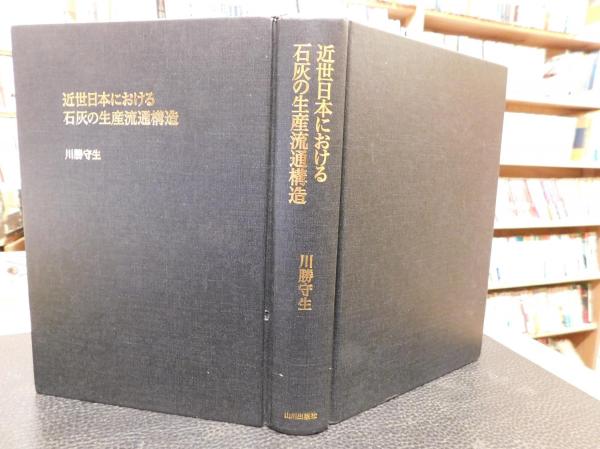 近世日本における
石灰の生産流通構造
川勝守生
近世日本における
石灰の生産流通構造
川勝守生
山川出版社